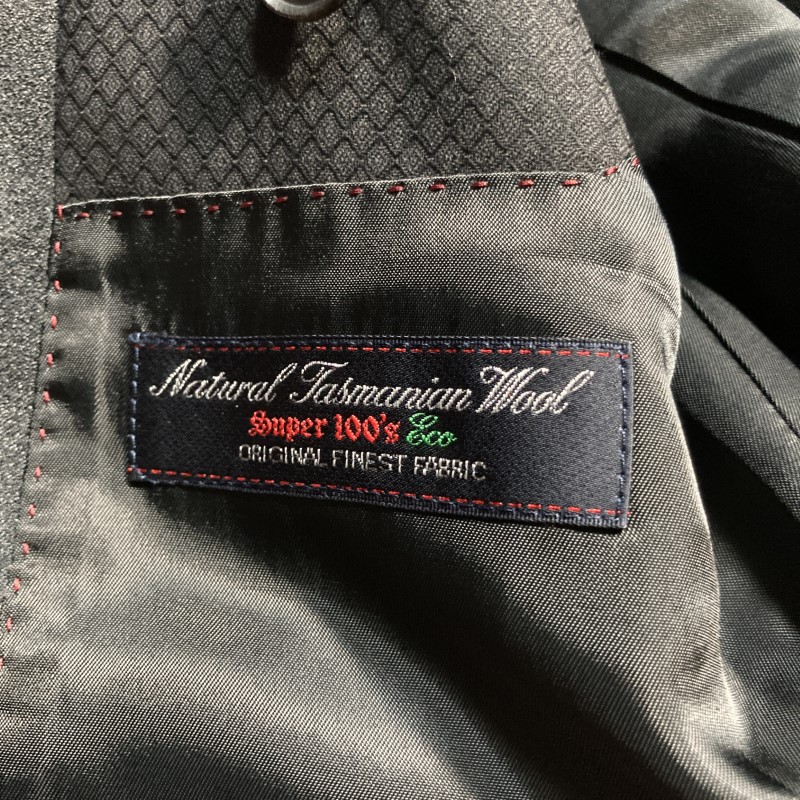 Natural Tasmanian Wool
Super 100's Eco
ORIGINAL FINEST FABRIC